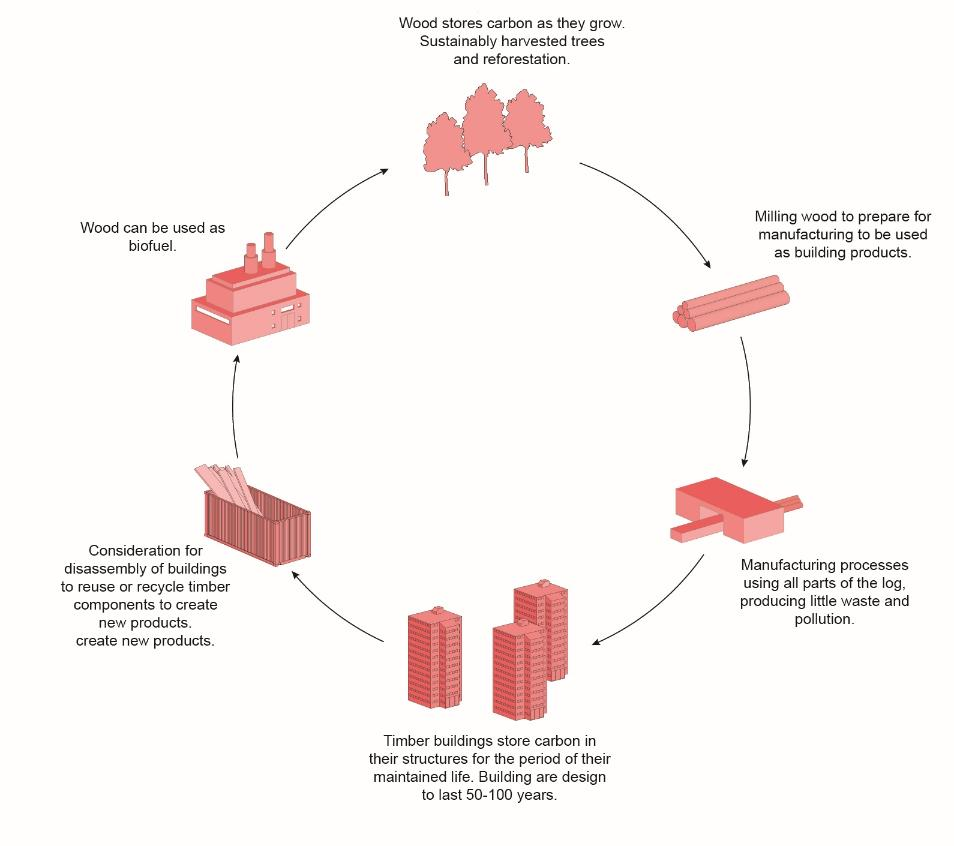 Wood stores carbon as they grow.
Sustainably harvested trees
and reforestation.
Milling wood to prepare for
manufacturing to be used
as building products.
Manufacturing processes
using all parts of the log,
producing little waste and
pollution.
Timber buildings store carbon in
their structures for the period of their
maintained life. Building are design
to last 50-100 years.
Consideration for
disassembly of buildings
to reuse or recycle timber
components to create
new products.
create new products.
Wood can be used as
biofuel.